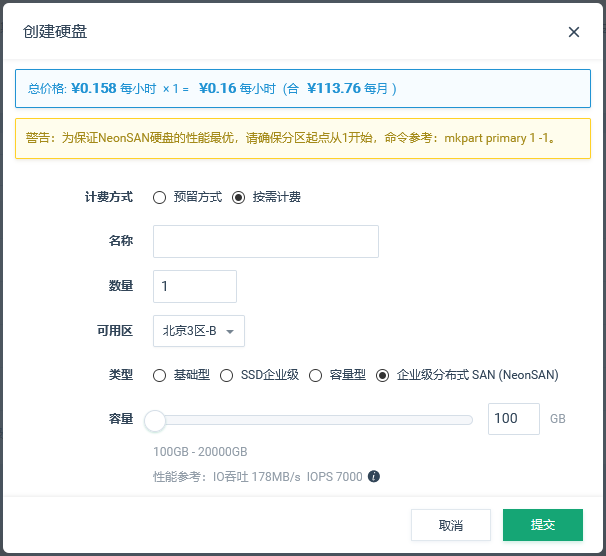 创建硬盘
总价格: ¥0.158 每小时 × 1 = ¥0.16 每小时 (合 ¥113.76 每月 )
警告：为保证NeonSAN硬盘的性能最优，请确保分区起点从1开始，命令参考：mkpart primary 1 -1。
计费方式 预留方式 按需计费
名称
数量 1
可用区 北京3区-B
类型 基础型 SSD企业级 容量型 企业级分布式 SAN (NeonSAN)
容量 100 GB
100GB - 20000GB
性能参考：IO吞吐 178MB/s IOPS 7000
取消 提交